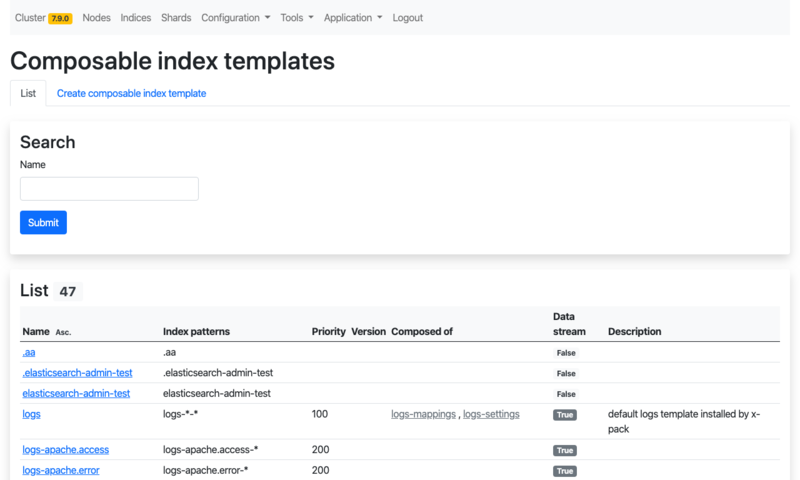 Cluster 7.9.0 Nodes Indices Shards Configuration Tools Application Logout
Composable index templates
List Create composable index template
Search
Name
Submit
List 47
Name Asc. Index patterns Priority Version Composed of Data stream Description
.aa .aa False
.elasticsearch-admin-test .elasticsearch-admin-test False
elasticsearch-admin-test elasticsearch-admin-test False
logs logs-*-* 100 logs-mappings , logs-settings True default logs template installed by x-
pack
logs-apache.access logs-apache.access-* 200 True
logs-apache.error logs-apache.error-* 200 True